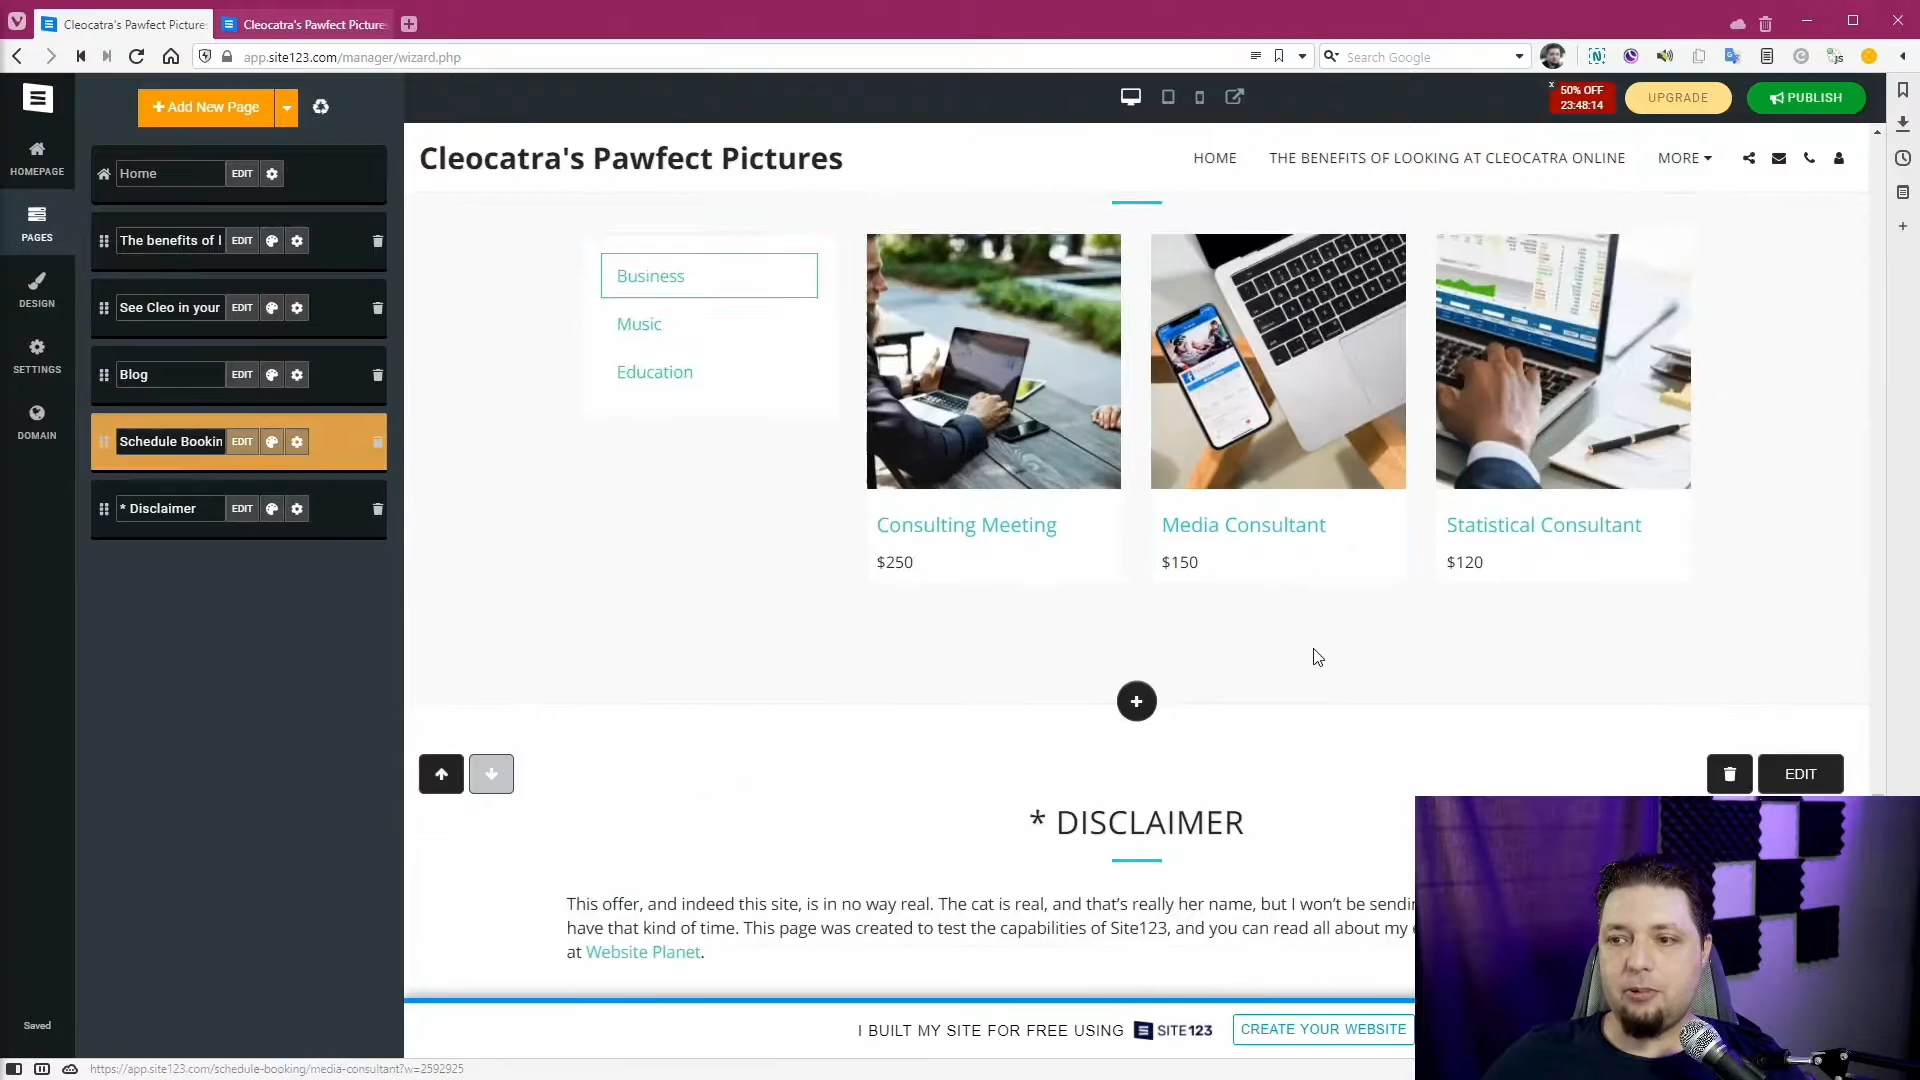 Cleocatra's Pawfect Picture
Cleocatra's Pawfect Picture
app.site123.com/manager/wizard.php
Search Google
Add New Page
50% OFF
23:48:14
UPGRADE
PUBLISH
HOMEPAGE
PAGES
DESIGN
SETTINGS
DOMAIN
Home EDIT
The benefits of l EDIT
See Cleo in your EDIT
Blog EDIT
Schedule Bookin EDIT
* Disclaimer EDIT
Cleocatra's Pawfect Pictures
HOME THE BENEFITS OF LOOKING AT CLEOCATRA ONLINE MORE
Business
Music
Education
Consulting Meeting
$250
Media Consultant
$150
Statistical Consultant
$120
EDIT
* DISCLAIMER
This offer, and indeed this site, is in no way real. The cat is real, and that's really her name, but I won't be sendi
have that kind of time. This page was created to test the capabilities of Site123, and you can read all about my
at Website Planet.
I BUILT MY SITE FOR FREE USING SITE123 CREATE YOUR WEBSITE
Saved
https://app.site123.com/schedule-booking/media-consultant?w=2592925